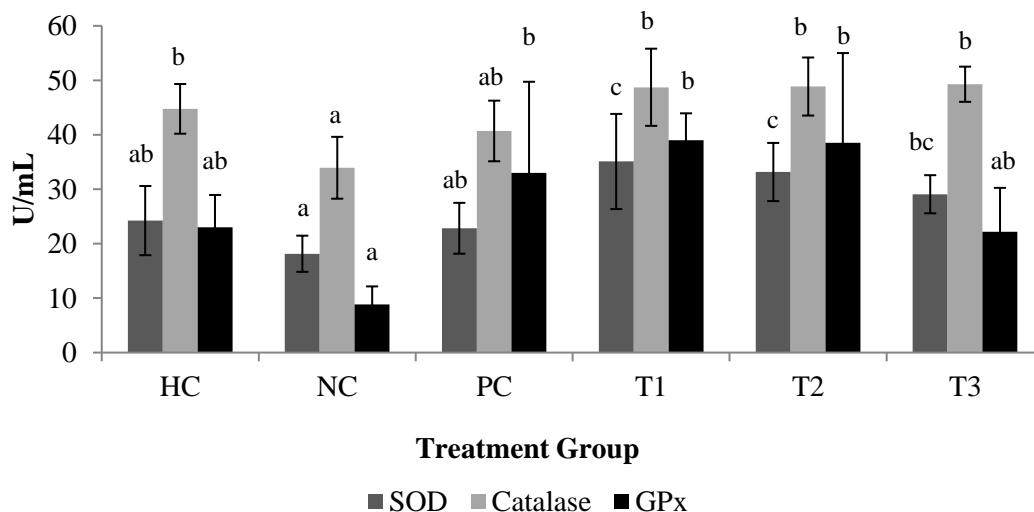 60
50
40
30
20
10
0
U/mL
ab b ab
a a a
ab ab b
c b b
c b b
bc b ab
HC NC PC T1 T2 T3
Treatment Group
SOD Catalase GPx